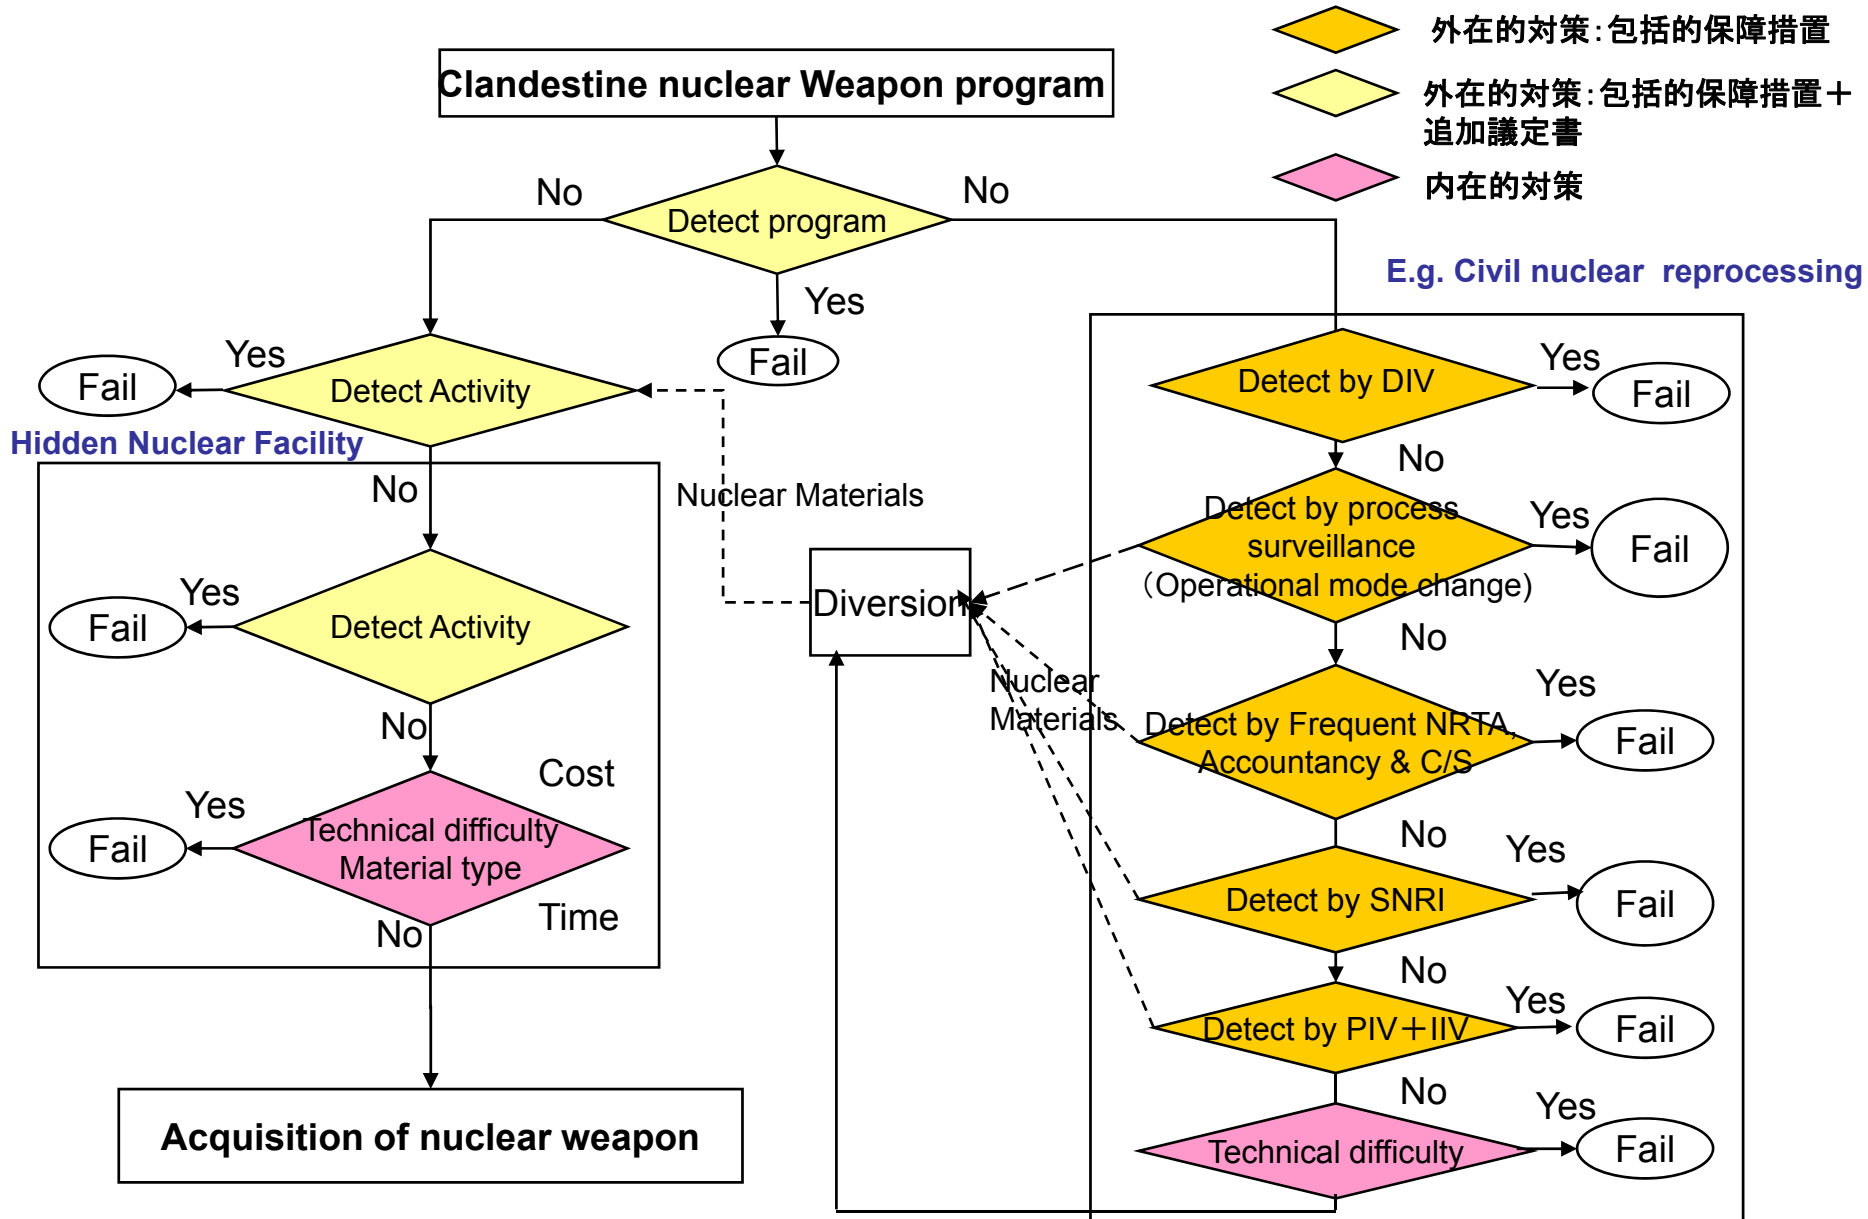 外在的対策：包括的保障措置
外在的対策：包括的保障措置＋
追加議定書
内在的対策
Clandestine nuclear Weapon program
No
No
Detect program
Yes
Fail
E.g. Civil nuclear  reprocessing
Yes
Fail
Detect Activity
Hidden Nuclear Facility
No
Nuclear Materials
Yes
Fail
Detect Activity
No
Cost
Yes
Fail
Technical difficulty
Material type
Time
No
Acquisition of nuclear weapon
Diversion
Nuclear
Materials
Detect by DIV
Yes
Fail
No
Detect by process
surveillance
（Operational mode change)
Yes
Fail
No
Detect by Frequent NRTA,
Accountancy & C/S
Yes
Fail
No
Detect by SNRI
Yes
Fail
No
Detect by PIV＋IIV
Yes
Fail
No
Technical difficulty
Yes
Fail